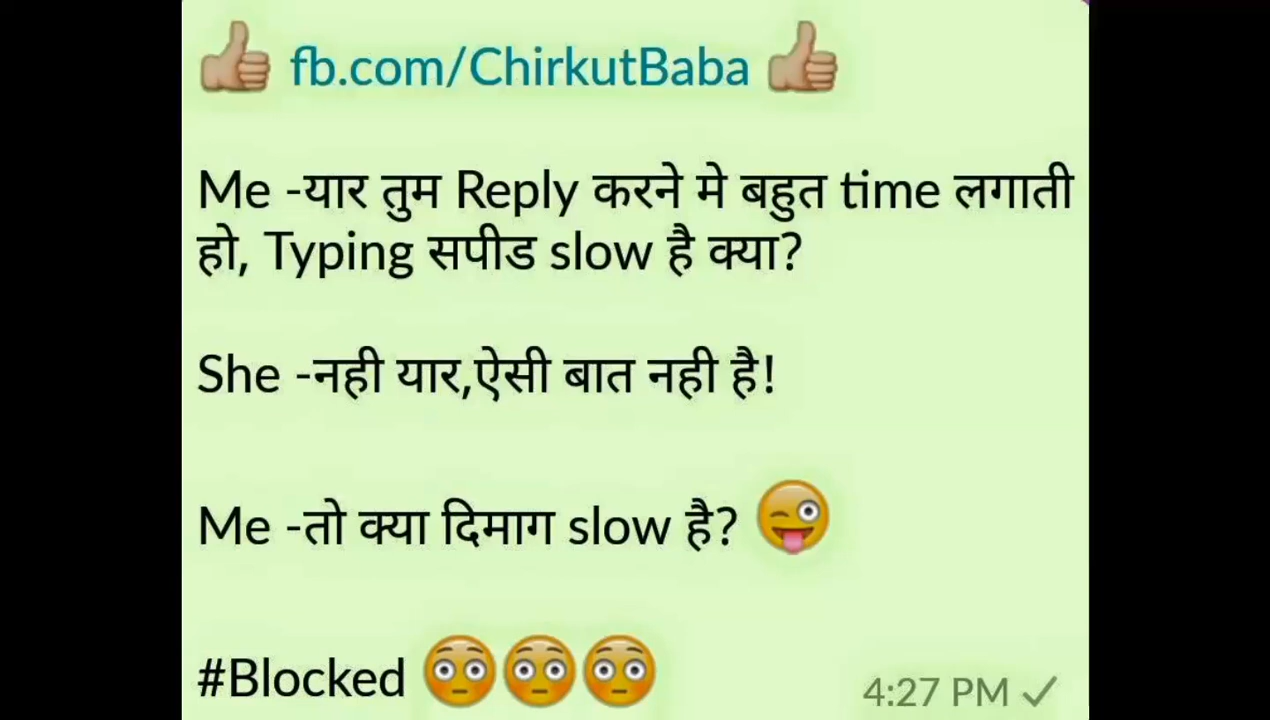 👍🏼 fb.com/ChirkutBaba 👍🏼
Me -यार तुम Reply करने मे बहुत time लगाती
हो, Typing सपीड slow है क्या?
She -नही यार,ऐसी बात नही है!
Me -तो क्या दिमाग slow है? 😜
#Blocked 😳😳😳
4:27 PM ✓